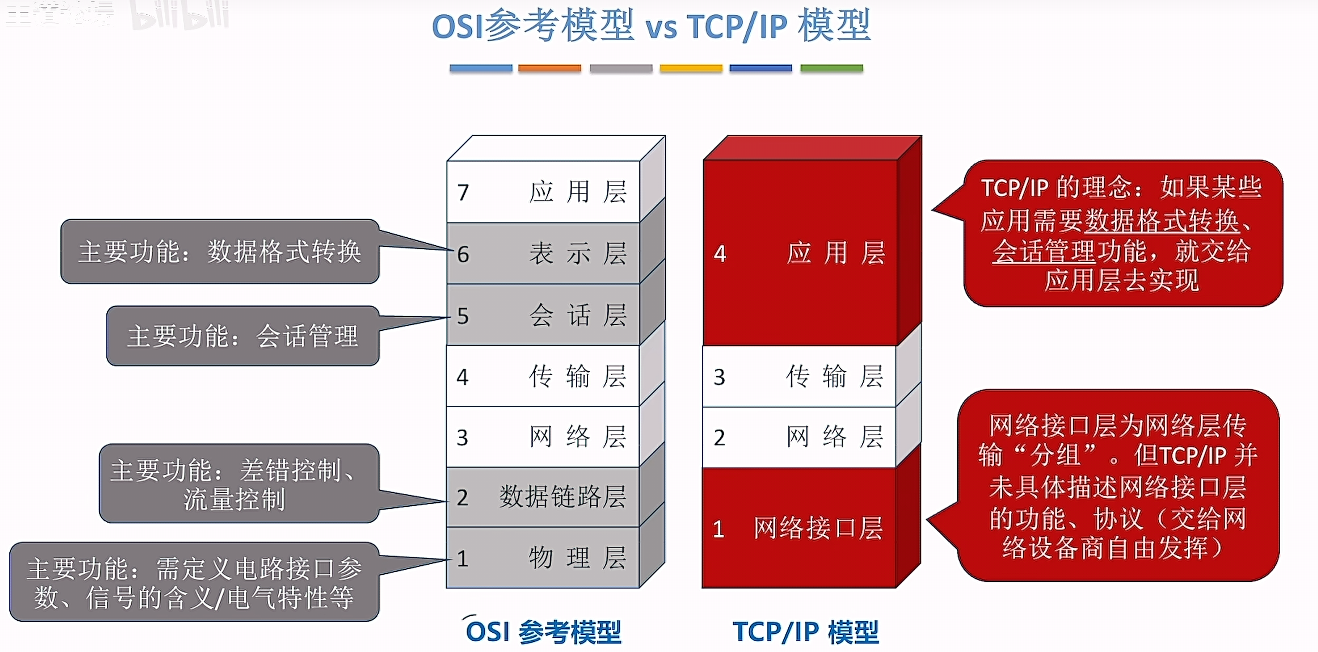 OSI参考模型 vs TCP/IP 模型
7 应用层
6 表示层
5 会话层
4 传输层
3 网络层
2 数据链路层
1 物理层
OSI 参考模型
主要功能：数据格式转换
主要功能：会话管理
主要功能：差错控制、
流量控制
主要功能：需定义电路接口参
数、信号的含义/电气特性等
4 应用层
3 传输层
2 网络层
1 网络接口层
TCP/IP 模型
TCP/IP 的理念：如果某些
应用需要数据格式转换、
会话管理功能，就交给
应用层去实现
网络接口层为网络层传
输“分组”。但TCP/IP 并
未具体描述网络接口层
的功能、协议（交给网
络设备商自由发挥）
bilibili